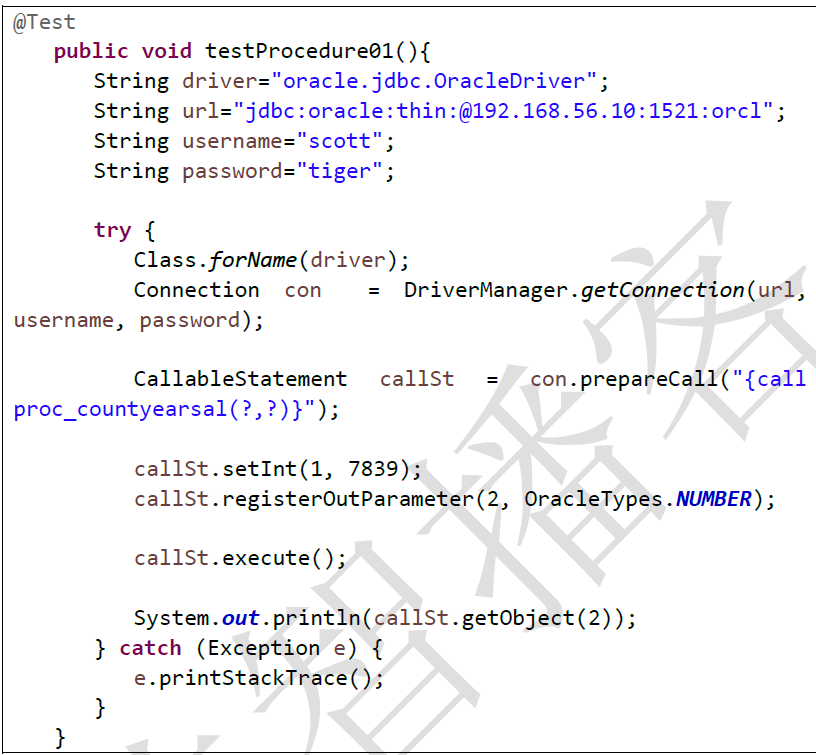 @Test
public void testProcedure01(){
String driver="oracle.jdbc.OracleDriver";
String url="jdbc:oracle:thin:@192.168.56.10:1521:orcl";
String username="scott";
String password="tiger";
try {
Class.forName(driver);
Connection con = DriverManager.getConnection(url,
username, password);
CallableStatement callSt = con.prepareCall("{call
proc_countyearsal(?,?)}");
callSt.setInt(1, 7839);
callSt.registerOutParameter(2, OracleTypes.NUMBER);
callSt.execute();
System.out.println(callSt.getObject(2));
} catch (Exception e) {
e.printStackTrace();
}
}
智播客